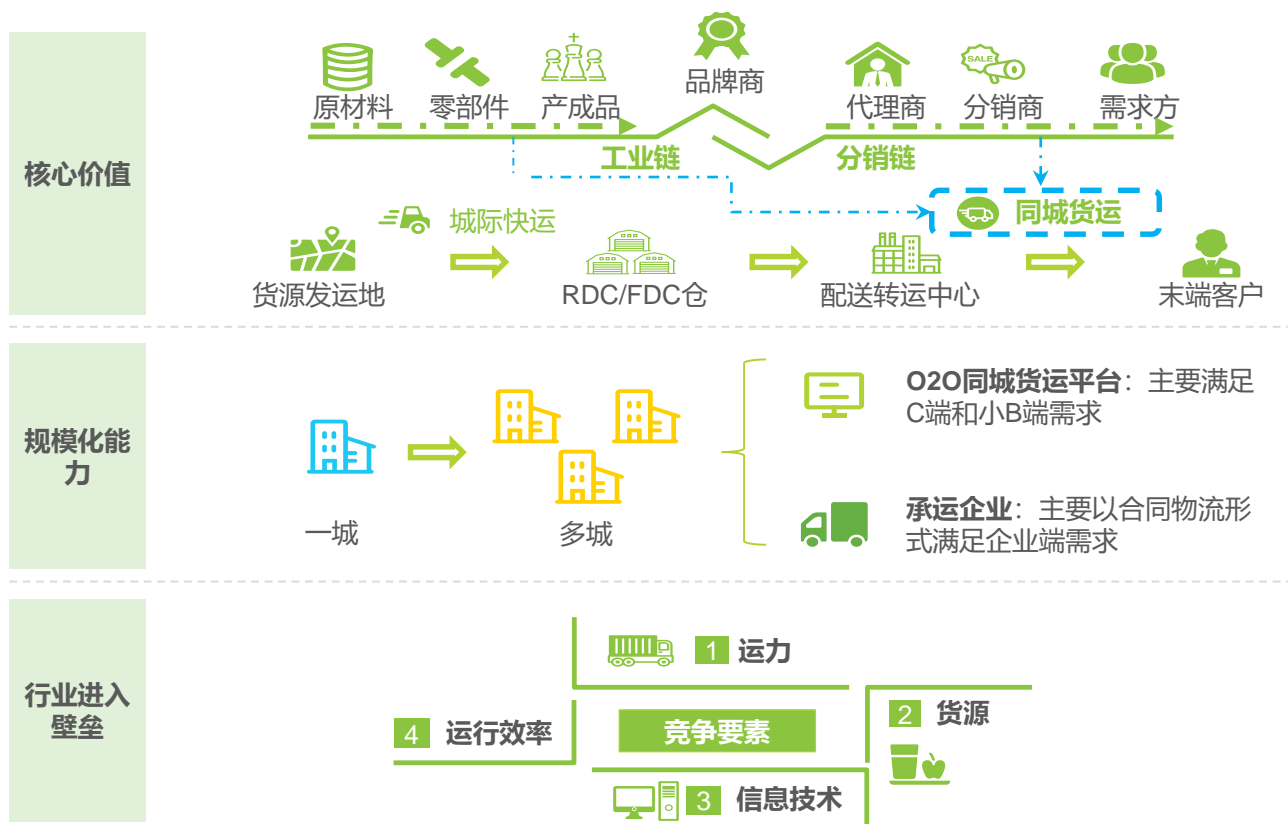 核心价值
原材料
零部件
产成品
品牌商
代理商
SALE
分销商
需求方
工业链
分销链
同城货运
城际快运
货源发运地
RDC/FDC仓
配送转运中心
末端客户
规模化能
力
一城
多城
O2O同城货运平台：主要满足
C端和小B端需求
承运企业：主要以合同物流形
式满足企业端需求
行业进入
壁垒
1 运力
2 货源
4 运行效率
竞争要素
3 信息技术